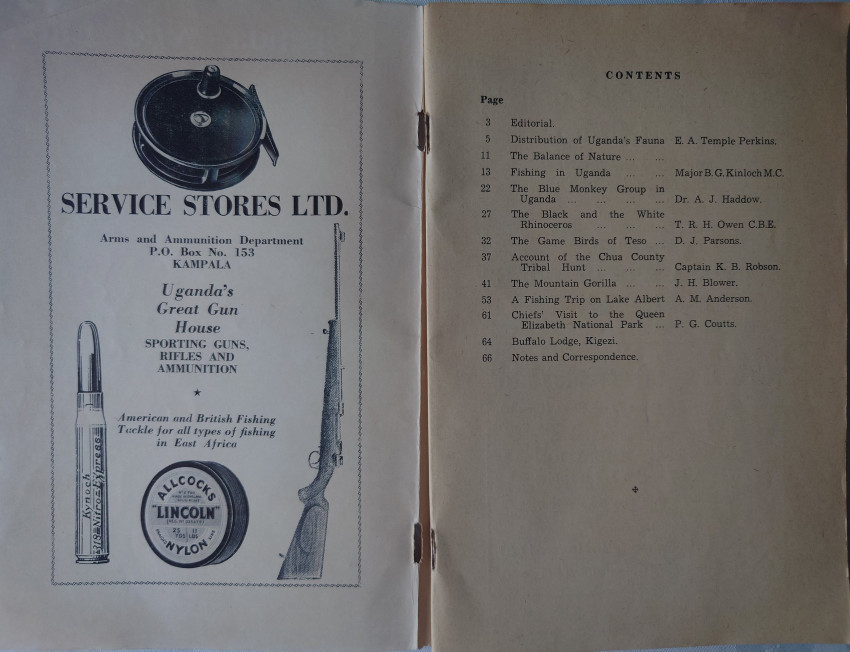 SERVICE STORES LTD.
Arms and Ammunition Department
P.O. Box No. 153
KAMPALA
Uganda's
Great Gun
House
SPORTING GUNS,
RIFLES AND
AMMUNITION
American and British Fishing
Tackle for all types of fishing
in East Africa
Kynoch
Nitro-Express
ALLCOCKS
"LINCOLN"
25 11
YDS LBS
NYLON
CONTENTS
Page
3 Editorial.
5 Distribution of Uganda's Fauna E. A. Temple Perkins.
11 The Balance of Nature ... ...
13 Fishing in Uganda ... ... Major B. G. Kinloch M.C.
22 The Blue Monkey Group in
Uganda ... ... ... ... Dr. A. J. Haddow.
27 The Black and the White
Rhinoceros ... ... ... T. R. H. Owen C.B.E.
32 The Game Birds of Teso ... D. J. Parsons.
37 Account of the Chua County
Tribal Hunt ... ... ... Captain K. B. Robson.
41 The Mountain Gorilla ... ... J. H. Blower.
53 A Fishing Trip on Lake Albert A. M. Anderson.
61 Chiefs' Visit to the Queen
Elizabeth National Park ... P. G. Coutts.
64 Buffalo Lodge, Kigezi.
66 Notes and Correspondence.